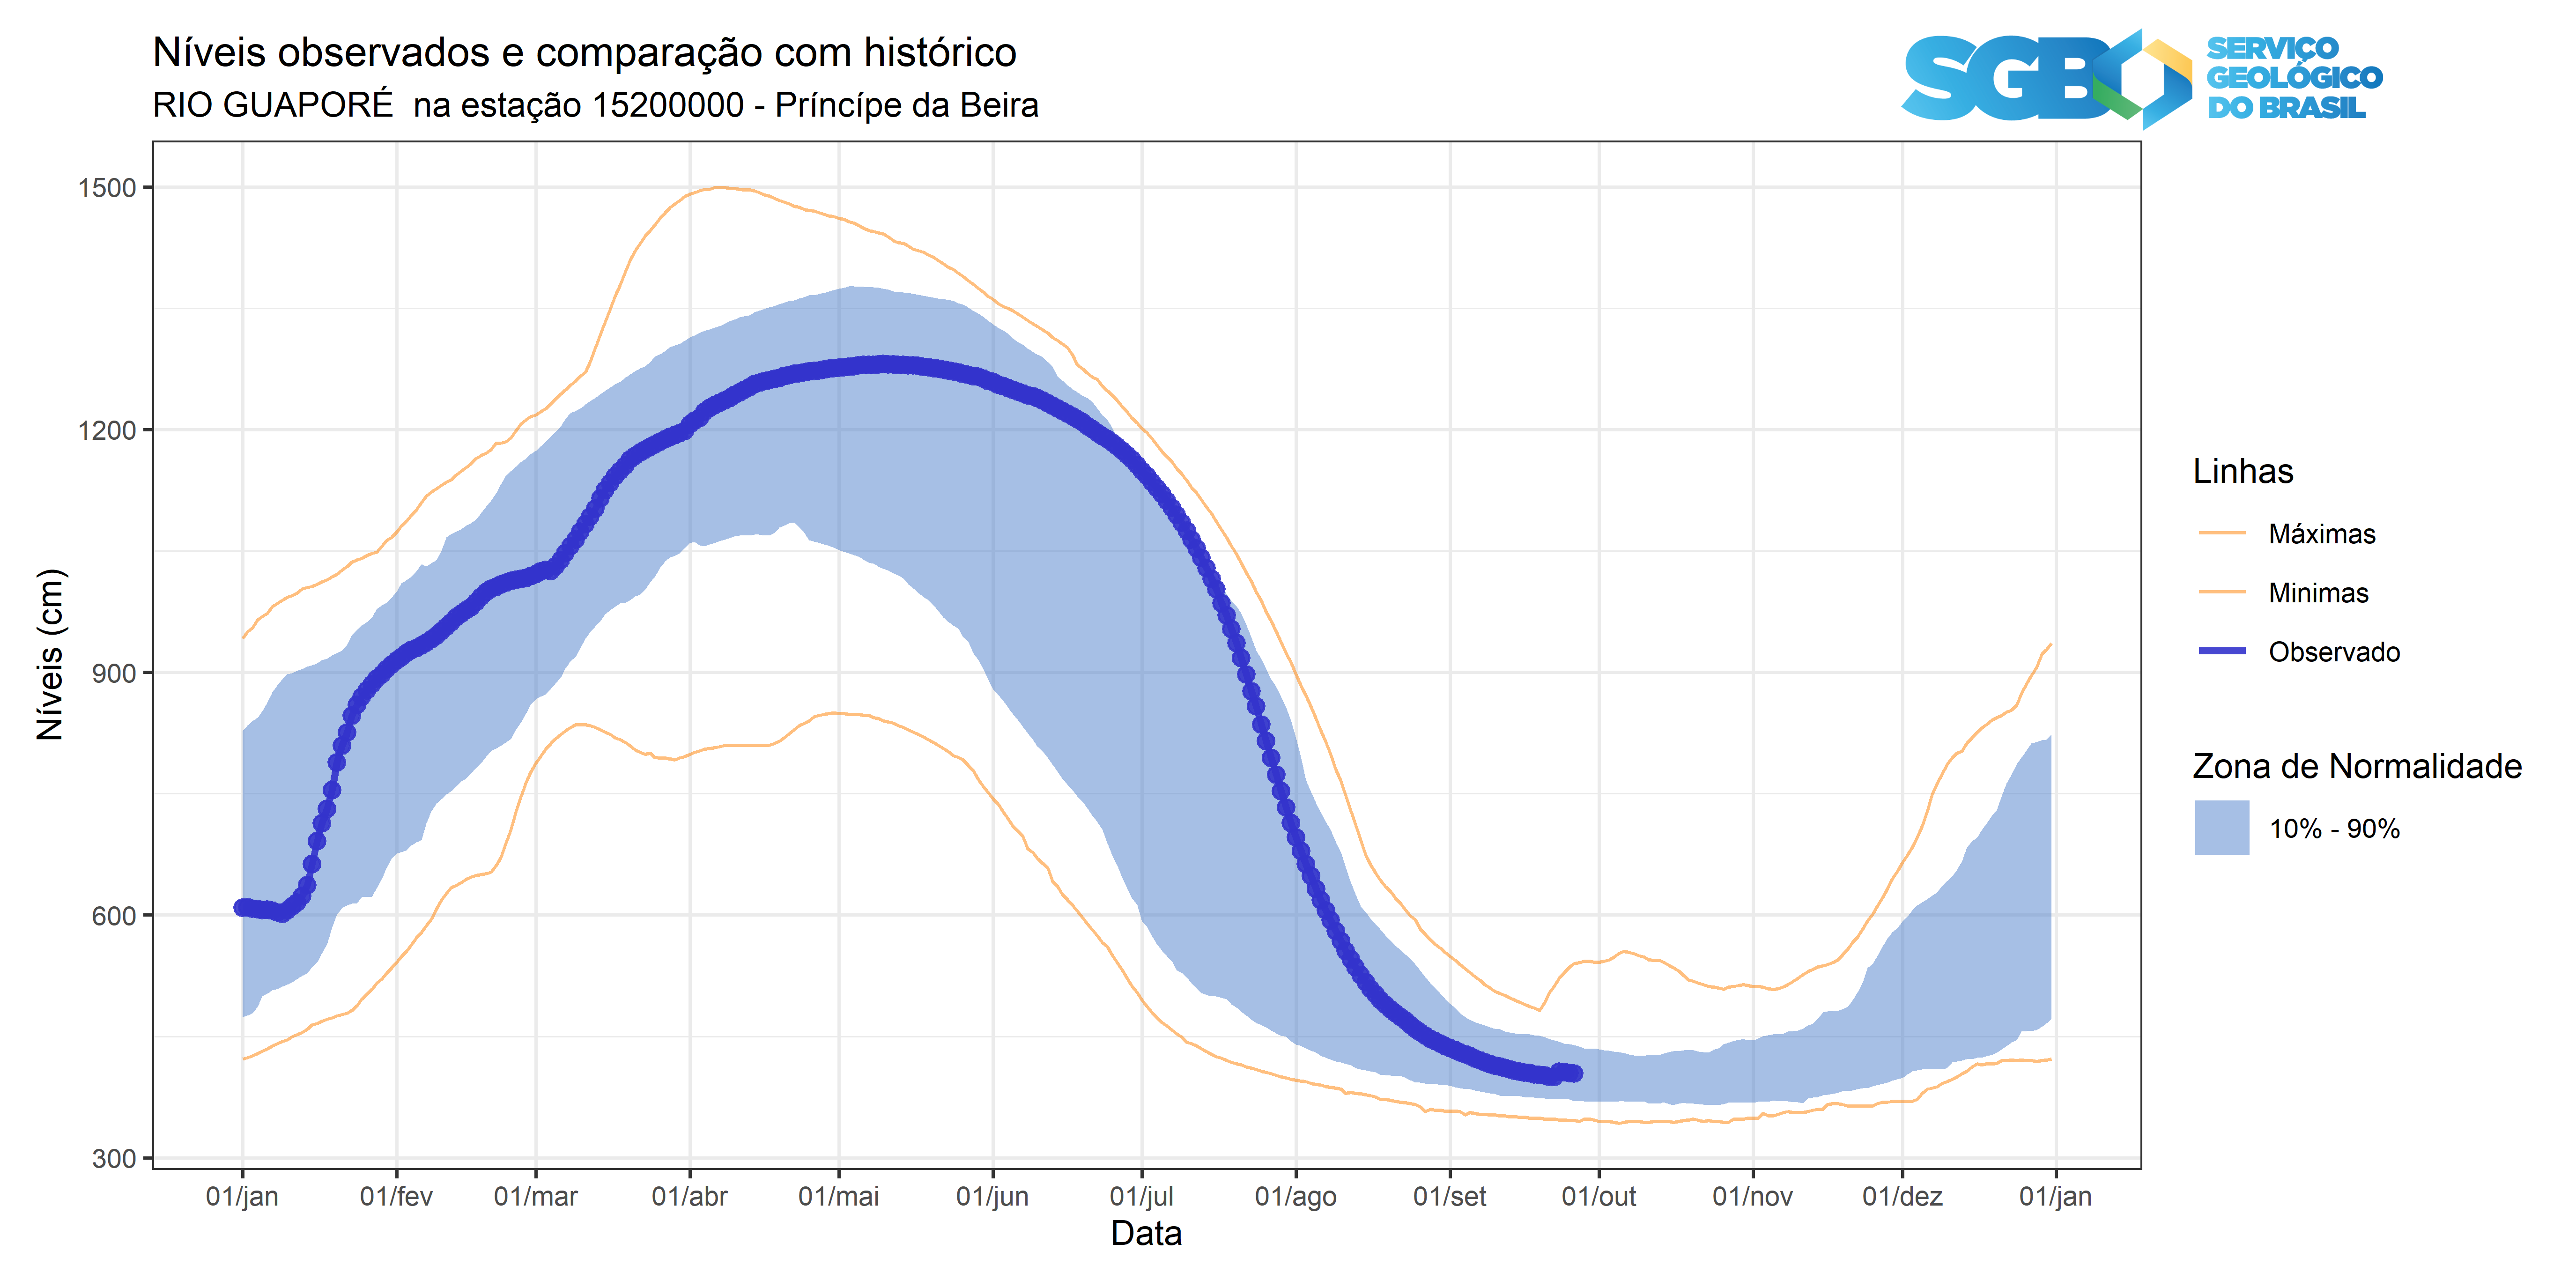 Níveis observados e comparação com histórico
RIO GUAPORÉ  na estação 15200000 - Príncípe da Beira
SGB
SERVIÇO
GEOLÓGICO
DO BRASIL
Níveis (cm)
1500
1200
900
600
300
01/jan 01/fev 01/mar 01/abr 01/mai 01/jun 01/jul 01/ago 01/set 01/out 01/nov 01/dez 01/jan
Data
Linhas
Máximas
Minimas
Observado
Zona de Normalidade
10% - 90%